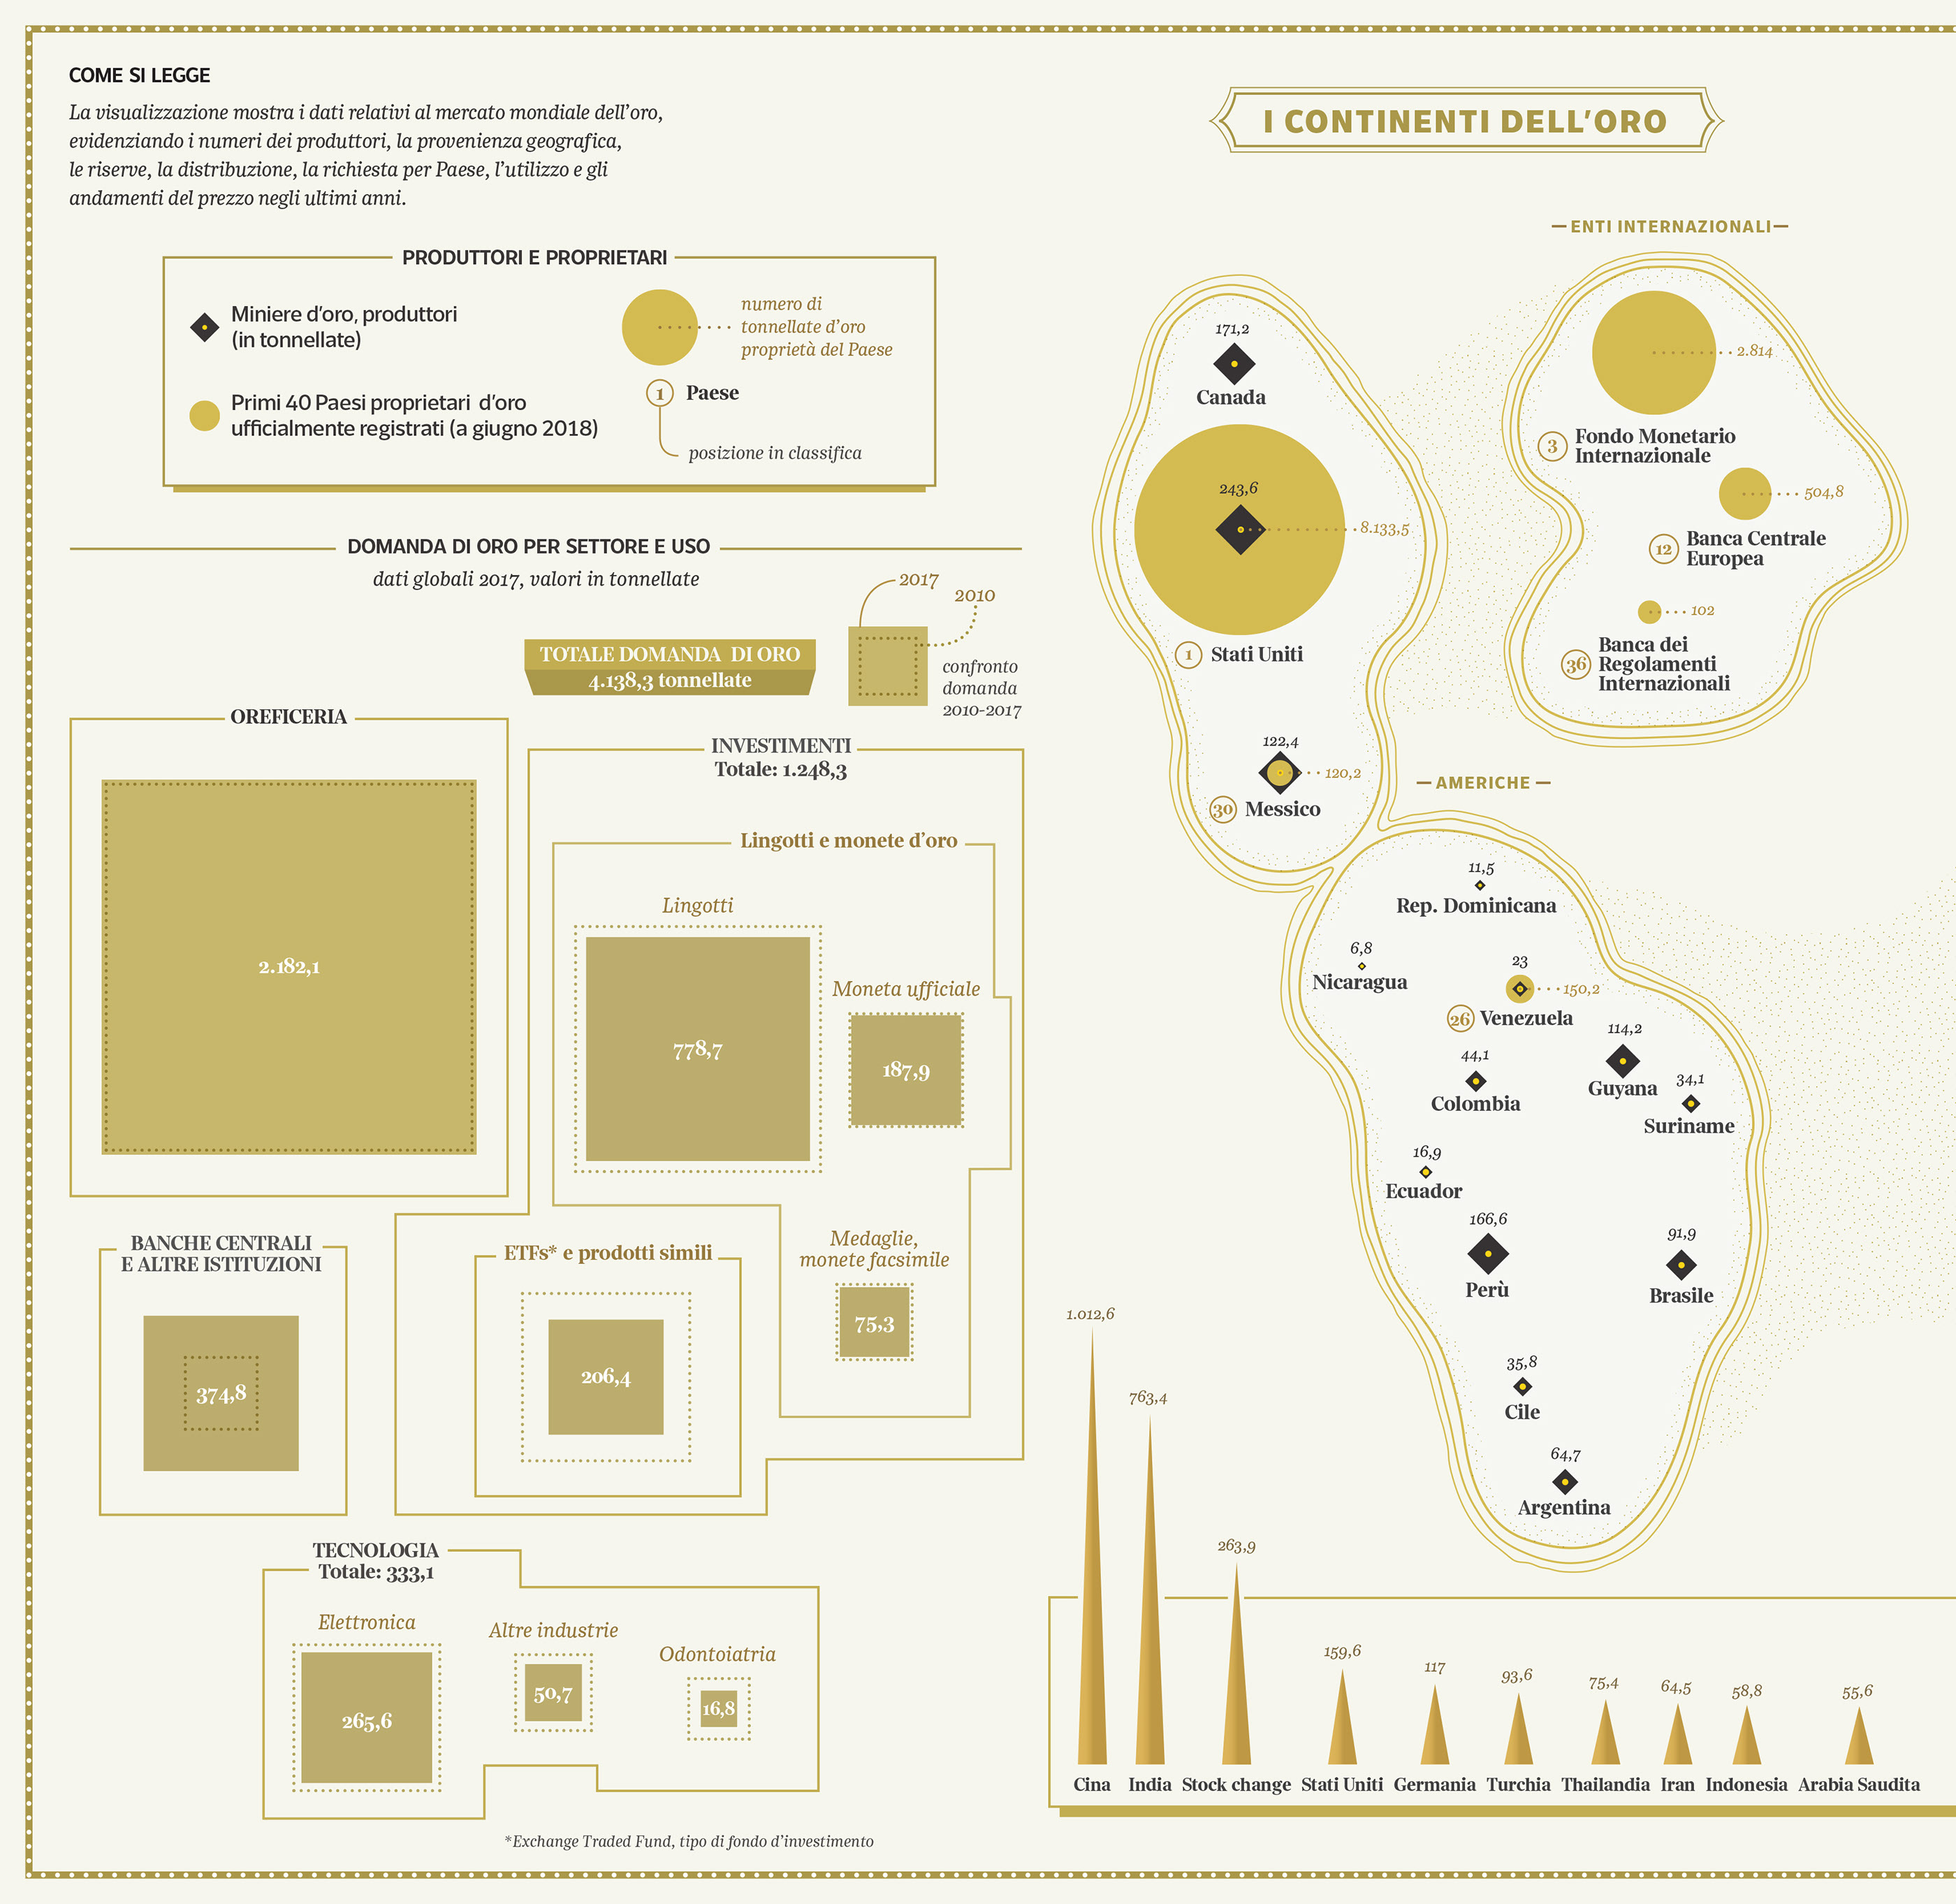 COME SI LEGGE
La visualizzazione mostra i dati relativi al mercato mondiale dell’oro,
evidenziando i numeri dei produttori, la provenienza geografica,
le riserve, la distribuzione, la richiesta per Paese, l’utilizzo e gli
andamenti del prezzo negli ultimi anni.
PRODUTTORI E PROPRIETARI
Miniere d’oro, produttori
(in tonnellate)
Primi 40 Paesi proprietari d’oro
ufficialmente registrati (a giugno 2018)
numero di
tonnellate d’oro
proprietà del Paese
1 Paese
posizione in classifica
DOMANDA DI ORO PER SETTORE E USO
dati globali 2017, valori in tonnellate
TOTALE DOMANDA DI ORO
4.138,3 tonnellate
2017
2010
confronto
domanda
2010-2017
OREFICERIA
2.182,1
INVESTIMENTI
Totale: 1.248,3
Lingotti e monete d’oro
Lingotti
778,7
Moneta ufficiale
187,9
Medaglie,
monete facsimile
75,3
ETFs* e prodotti simili
206,4
BANCHE CENTRALI
E ALTRE ISTITUZIONI
374,8
TECNOLOGIA
Totale: 333,1
Elettronica
265,6
Altre industrie
50,7
Odontoiatria
16,8
*Exchange Traded Fund, tipo di fondo d’investimento
I CONTINENTI DELL’ORO
ENTI INTERNAZIONALI
2.814
3 Fondo Monetario
Internazionale
504,8
12 Banca Centrale
Europea
102
36 Banca dei
Regolamenti
Internazionali
AMERICHE
171,2
Canada
243,6
8.133,5
1 Stati Uniti
122,4
120,2
30 Messico
11,5
Rep. Dominicana
6,8
Nicaragua
23
150,2
26 Venezuela
44,1
Colombia
114,2
Guyana
34,1
Suriname
16,9
Ecuador
166,6
Perù
91,9
Brasile
35,8
Cile
64,7
Argentina
1.012,6
763,4
263,9
159,6
117
93,6
75,4
64,5
58,8
55,6
Cina India Stock change Stati Uniti Germania Turchia Thailandia Iran Indonesia Arabia Saudita